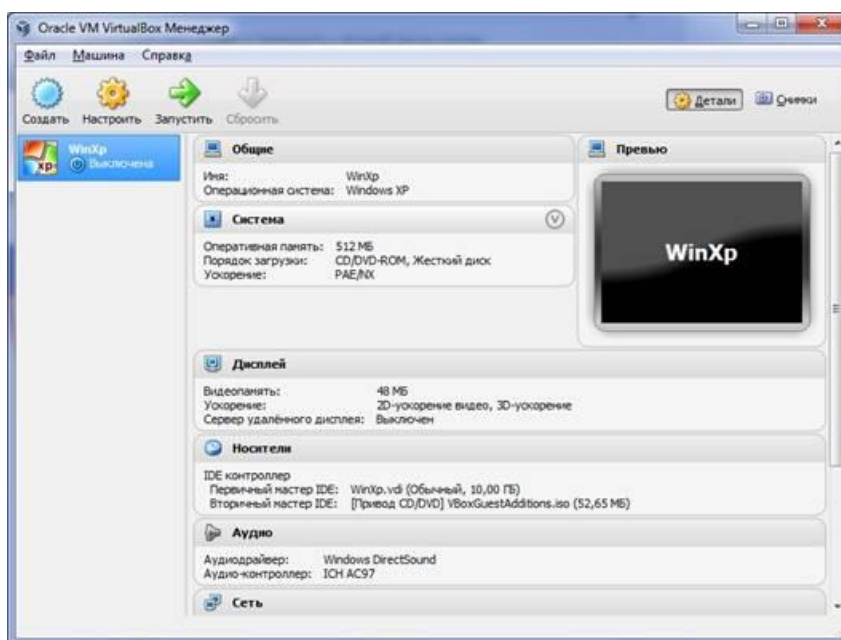 Oracle VM VirtualBox Менеджер
Файл Машина Справка
Создать Настроить Запустить Сбросить Детали Снимки
WinXp
Выключена
xp
Общие
Имя: WinXp
Операционная система: Windows XP
Система
Оперативная память: 512 МБ
Порядок загрузки: CD/DVD-ROM, Жесткий диск
Ускорение: PAE/NX
Превью
WinXp
Дисплей
Видеопамять: 48 МБ
Ускорение: 2D-ускорение видео, 3D-ускорение
Сервер удалённого дисплея: Выключен
Носители
IDE контроллер
Первичный мастер IDE: WinXp.vdi (Обычный, 10,00 ГБ)
Вторичный мастер IDE: [Привод CD/DVD] VBoxGuestAdditions.iso (52,65 МБ)
Аудио
Аудиодрайвер: Windows DirectSound
Аудио-контроллер: ICH AC97
Сеть